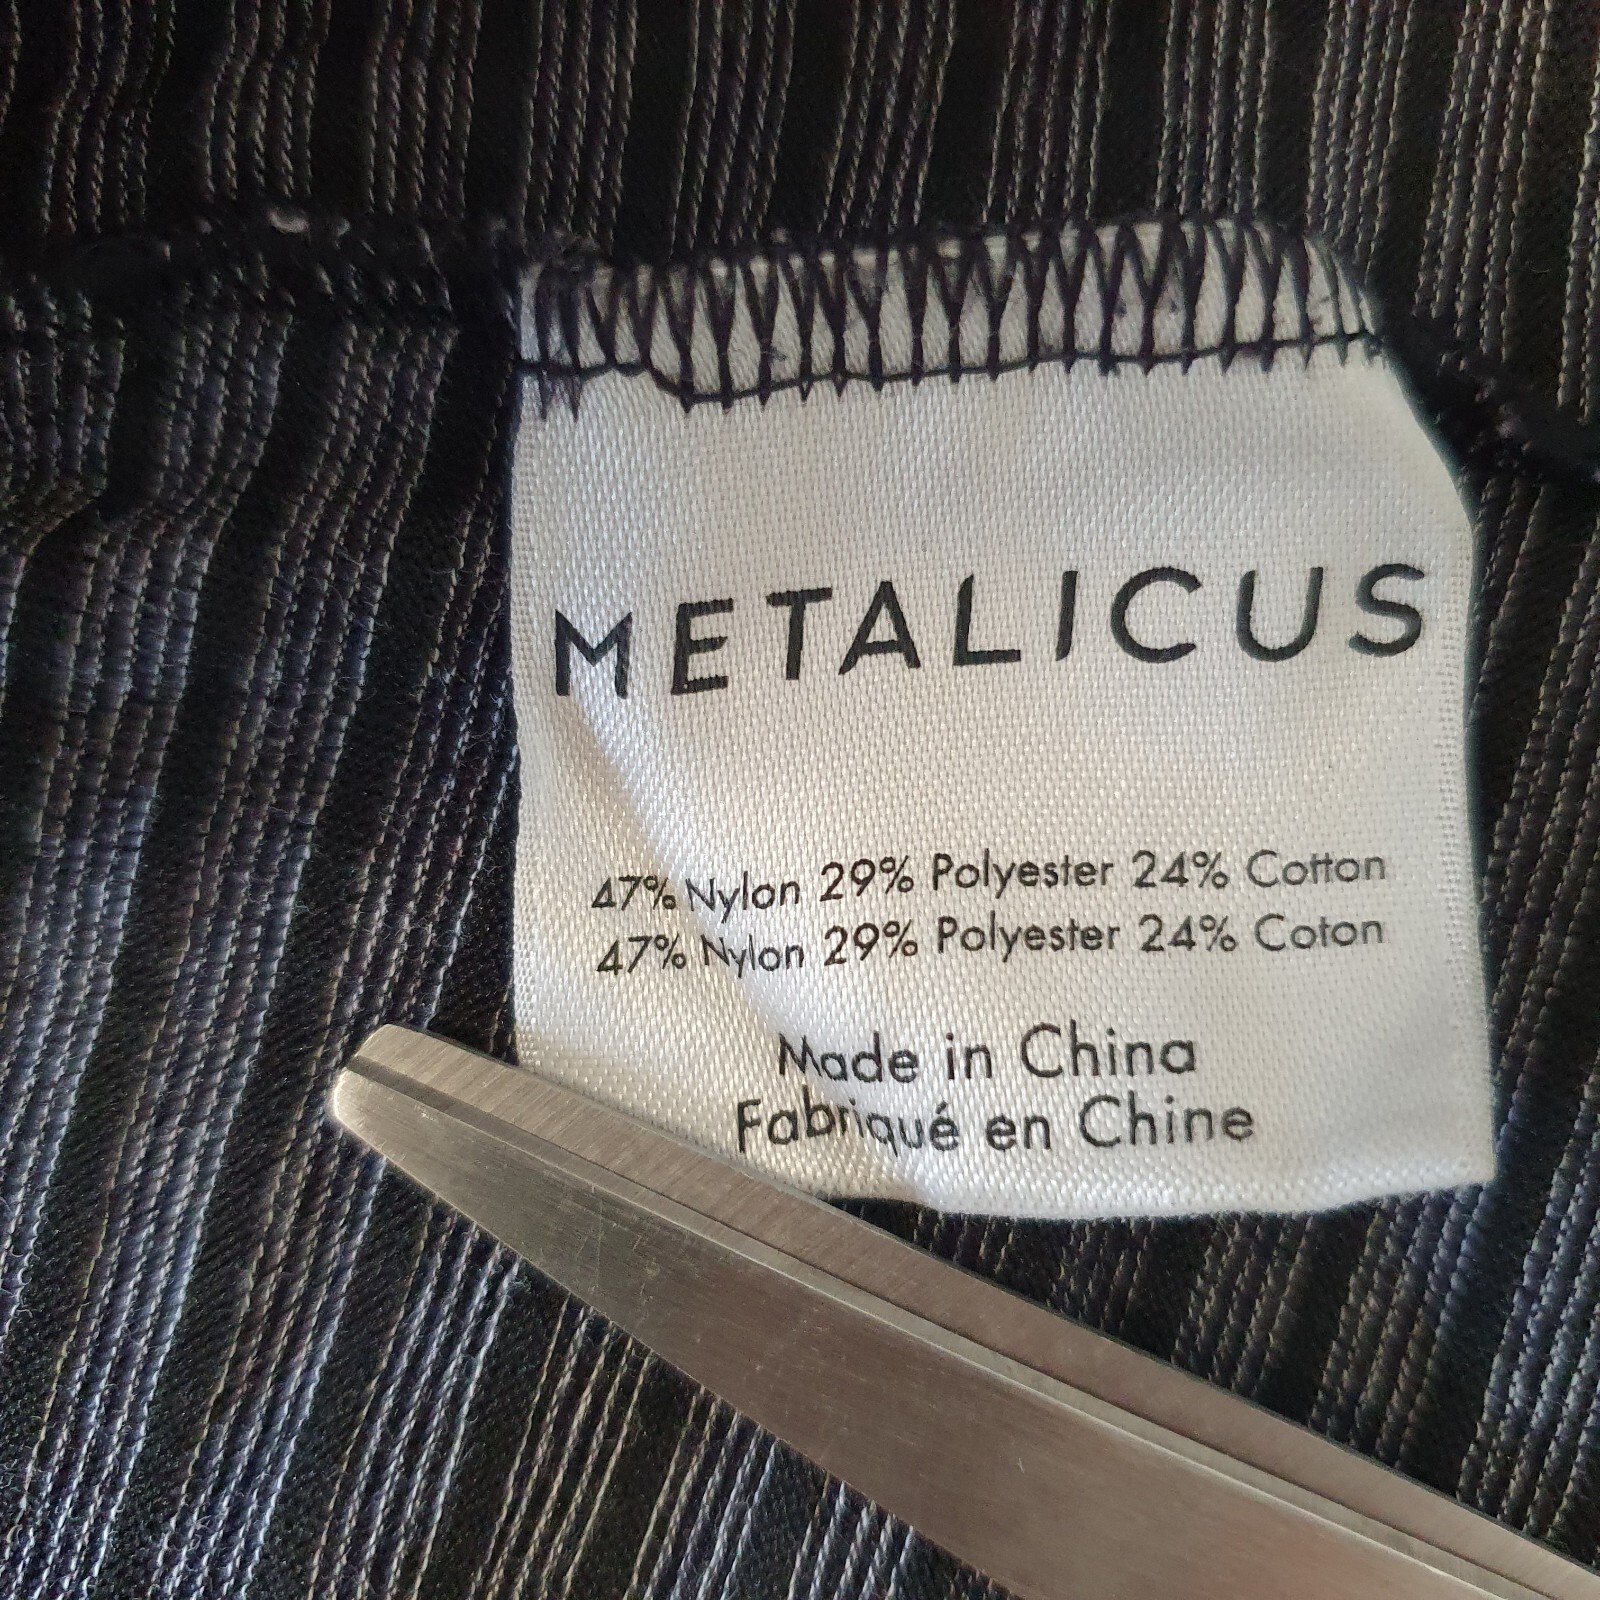 METALICUS
47% Nylon 29% Polyester 24% Cotton
47% Nylon 29% Polyester 24% Coton
Made in China
Fabriqué en Chine